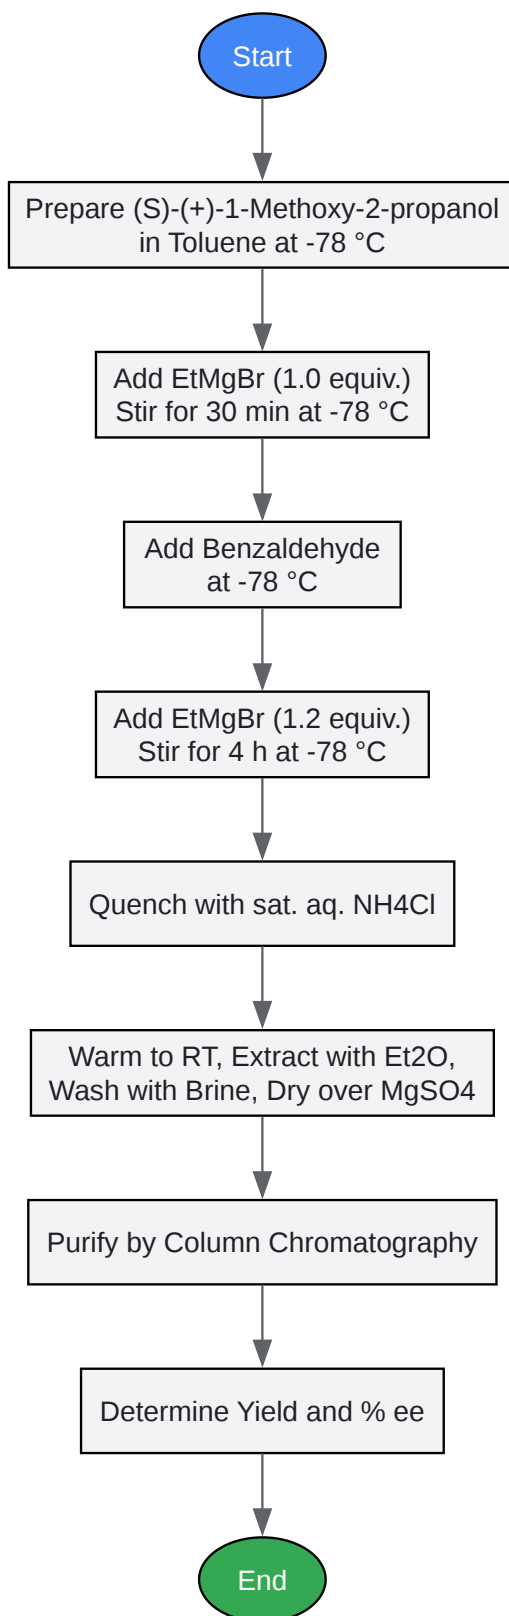 Start
Prepare (S)-(+)-1-Methoxy-2-propanol
in Toluene at -78 °C
Add EtMgBr (1.0 equiv.)
Stir for 30 min at -78 °C
Add Benzaldehyde
at -78 °C
Add EtMgBr (1.2 equiv.)
Stir for 4 h at -78 °C
Quench with sat. aq. NH4Cl
Warm to RT, Extract with Et2O,
Wash with Brine, Dry over MgSO4
Purify by Column Chromatography
Determine Yield and % ee
End